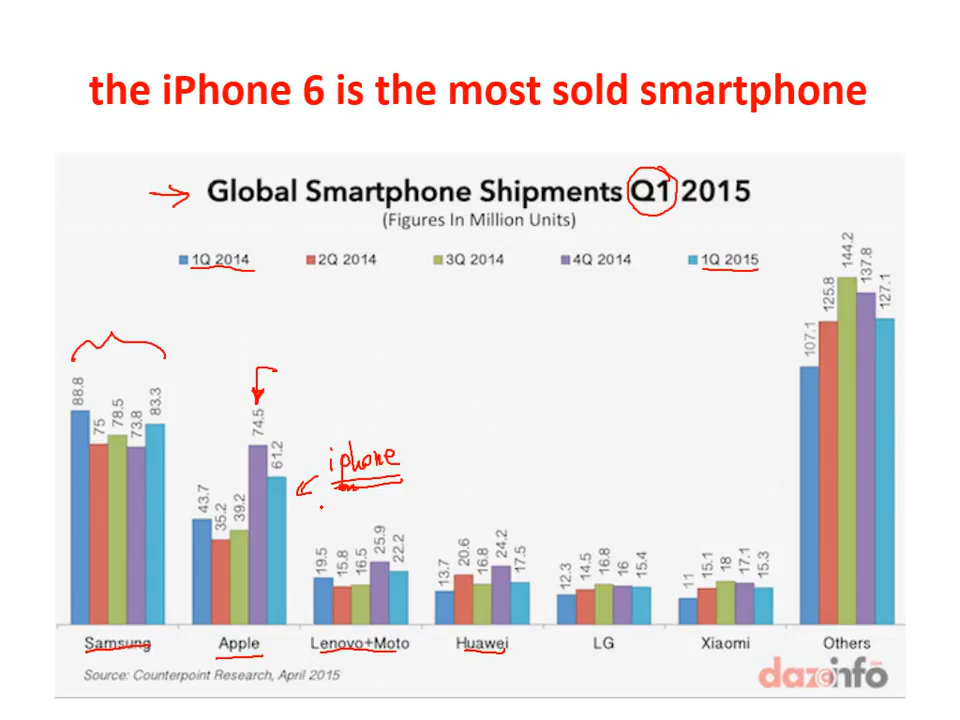 the iPhone 6 is the most sold smartphone
Global Smartphone Shipments Q1 2015
(Figures In Million Units)
1Q 2014 2Q 2014 3Q 2014 4Q 2014 1Q 2015
88.8 75 78.5 73.8 83.3
43.7 35.2 39.2 74.5 61.2
iphone
19.5 15.8 16.5 25.9 22.2
13.7 20.6 16.8 24.2 17.5
12.3 14.5 16.8 16 15.4
11 15.1 18 17.1 15.3
107.1 125.8 144.2 137.8 127.1
Samsung Apple Lenovo+Moto Huawei LG Xiaomi Others
Source: Counterpoint Research, April 2015
dazeinfo